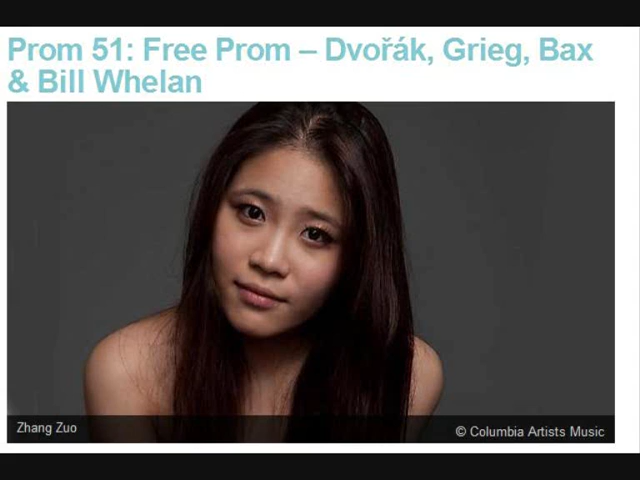 Prom 51: Free Prom – Dvořák, Grieg, Bax
& Bill Whelan
Zhang Zuo
© Columbia Artists Music